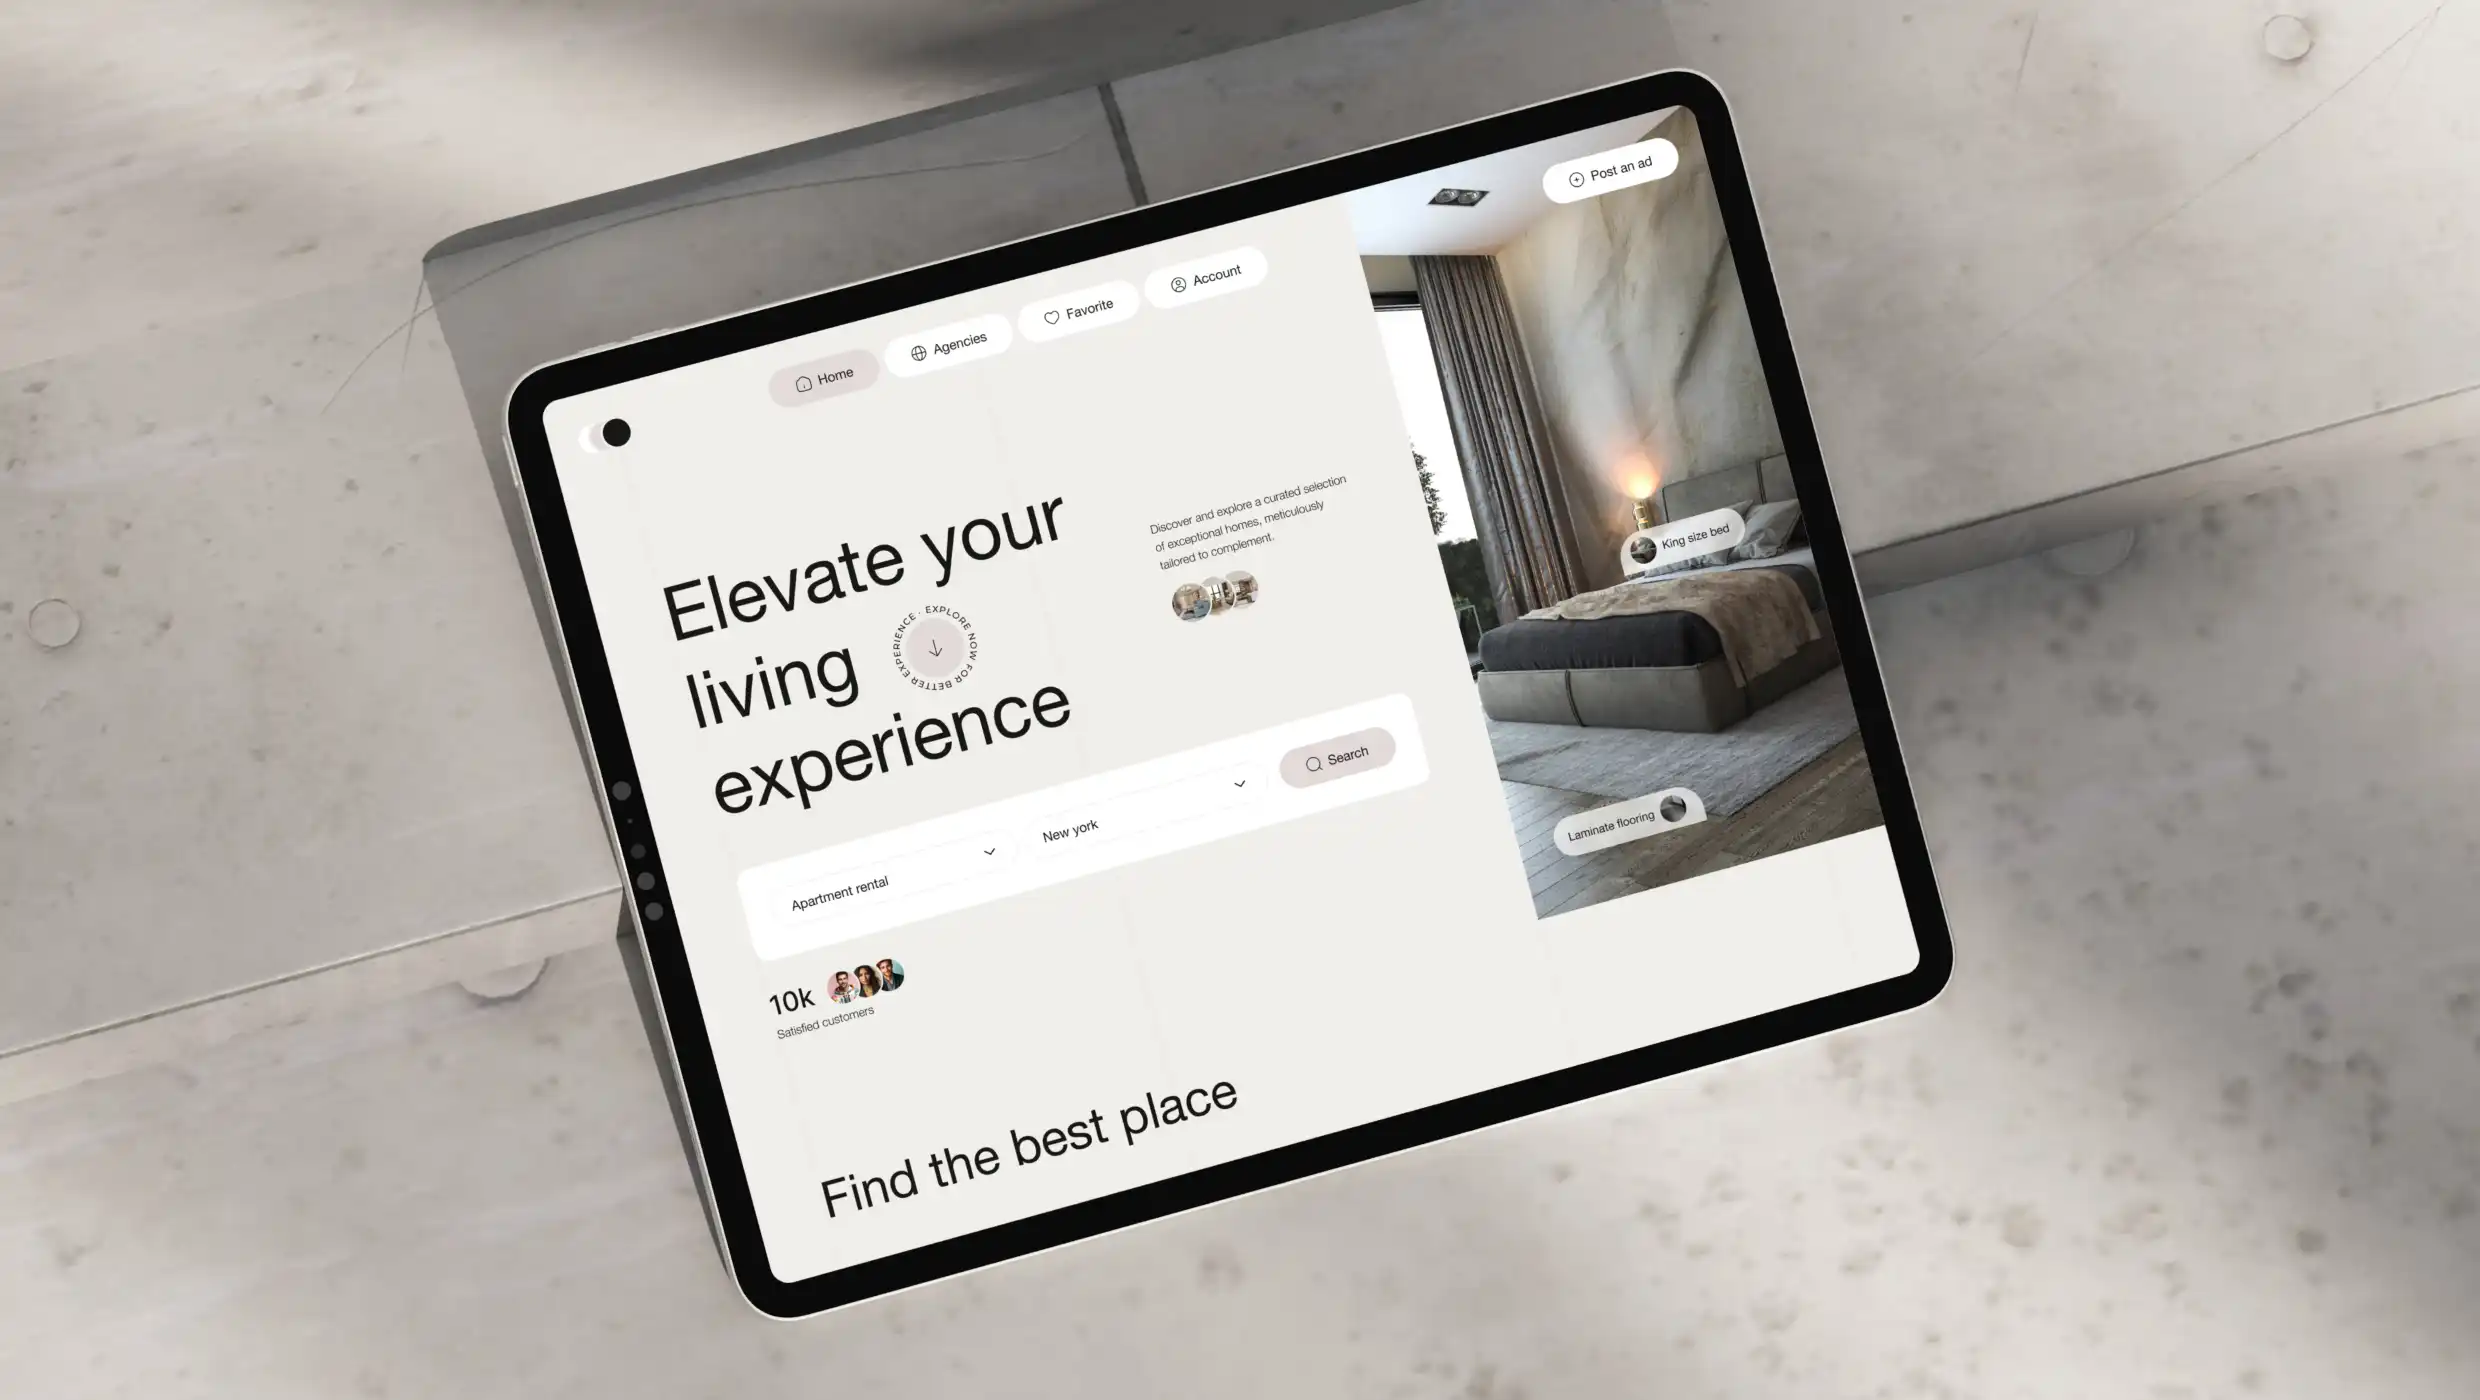 Home
Agencies
Favorite
Account
Post an ad
Elevate your
living
experience
EXPLORE NOW FOR BETTER EXPERIENCE ·
Discover and explore a curated selection
of exceptional homes, meticulously
tailored to complement.
King size bed
Laminate flooring
Apartment rental
New york
Search
10k
Satisfied customers
Find the best place